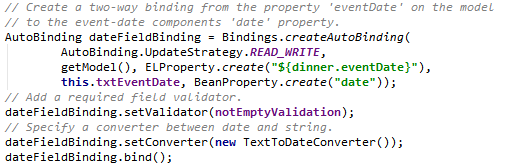 // Create a two-way binding from the property 'eventDate' on the model
// to the event-date components 'date' property.
AutoBinding dateFieldBinding = Bindings.createAutoBinding(
AutoBinding.UpdateStrategy.READ_WRITE,
getModel(), ELProperty.create("${dinner.eventDate}"),
this.txtEventDate, BeanProperty.create("date"));
// Add a required field validator.
dateFieldBinding.setValidator(notEmptyValidation);
// Specify a converter between date and string.
dateFieldBinding.setConverter(new TextToDateConverter());
dateFieldBinding.bind();